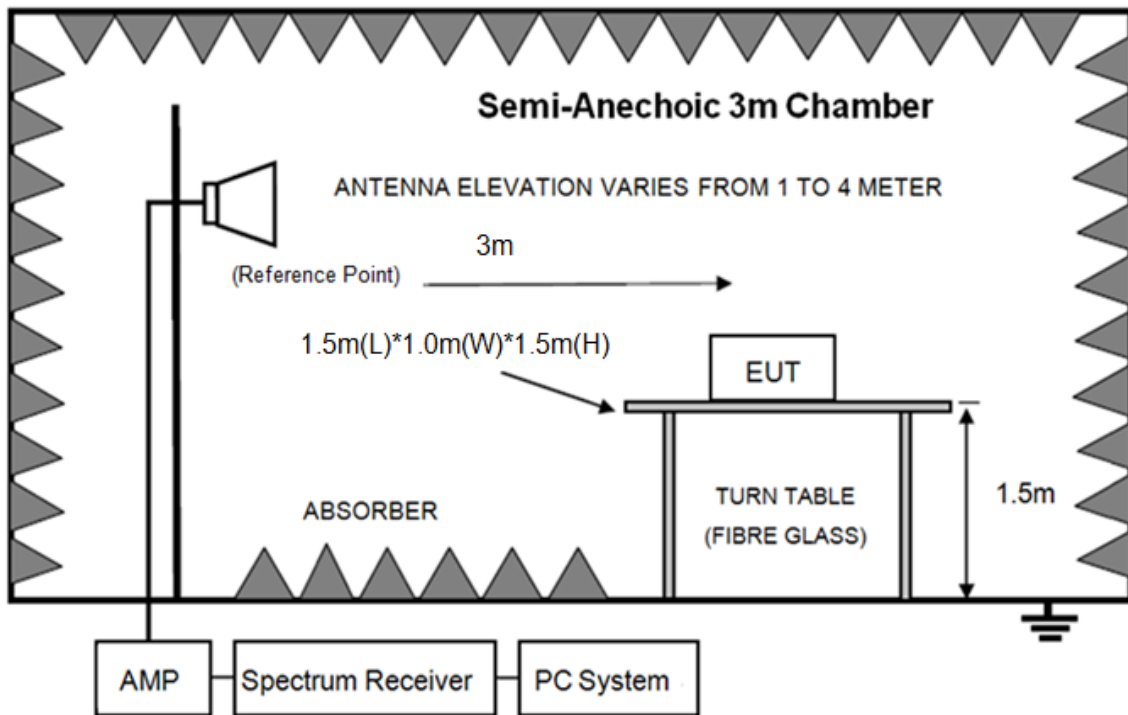 Semi-Anechoic 3m Chamber
ANTENNA ELEVATION VARIES FROM 1 TO 4 METER
3m
(Reference Point)
1.5m(L)*1.0m(W)*1.5m(H)
EUT
1.5m
TURN TABLE
(FIBRE GLASS)
ABSORBER
AMP
Spectrum Receiver
PC System